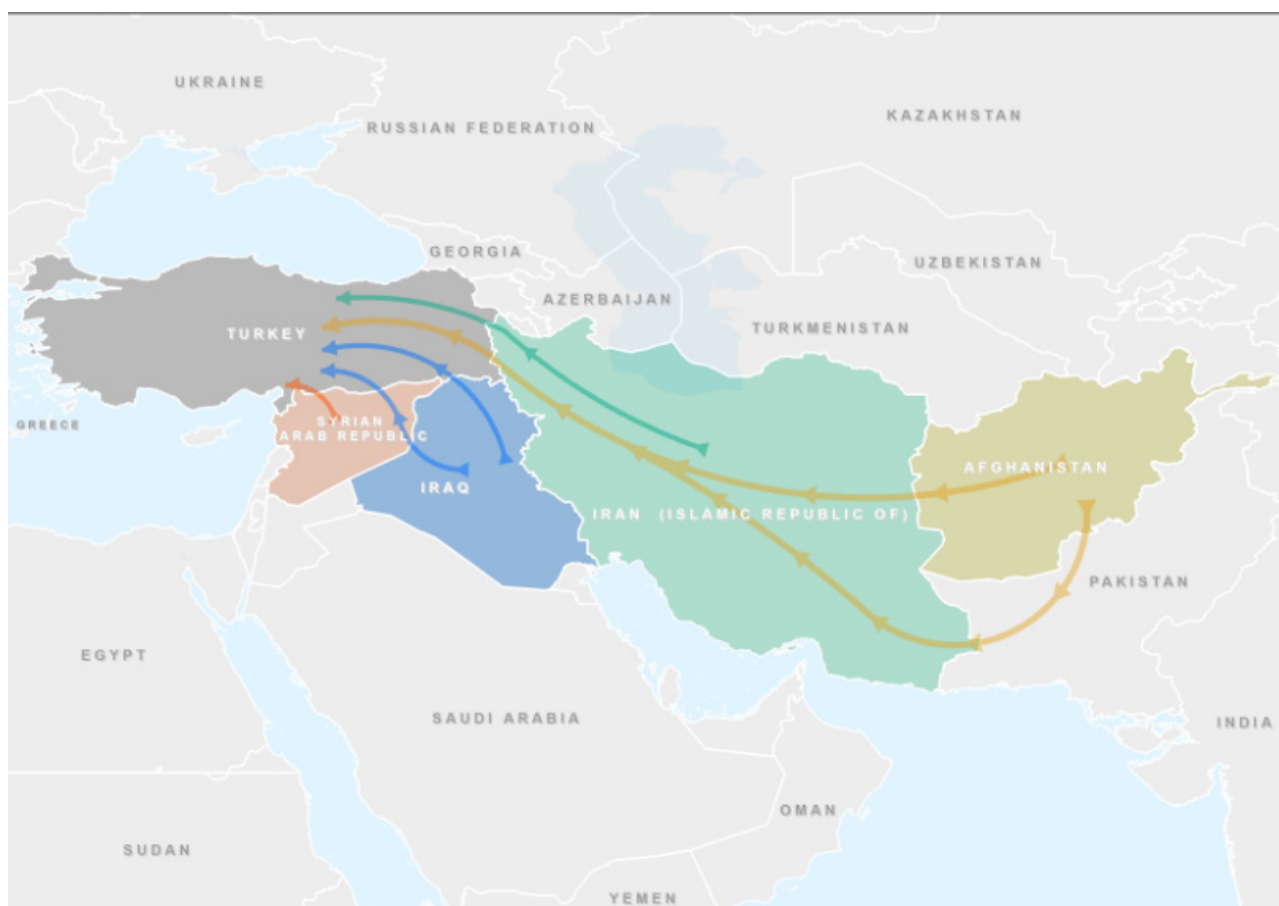 UKRAINE
RUSSIAN FEDERATION
KAZAKHSTAN
GEORGIA
UZBEKISTAN
AZERBAIJAN
TURKMENISTAN
TURKEY
GREECE
SYRIAN
ARAB REPUBLIC
AFGHANISTAN
IRAQ
IRAN (ISLAMIC REPUBLIC OF)
PAKISTAN
EGYPT
SAUDI ARABIA
INDIA
OMAN
SUDAN
YEMEN